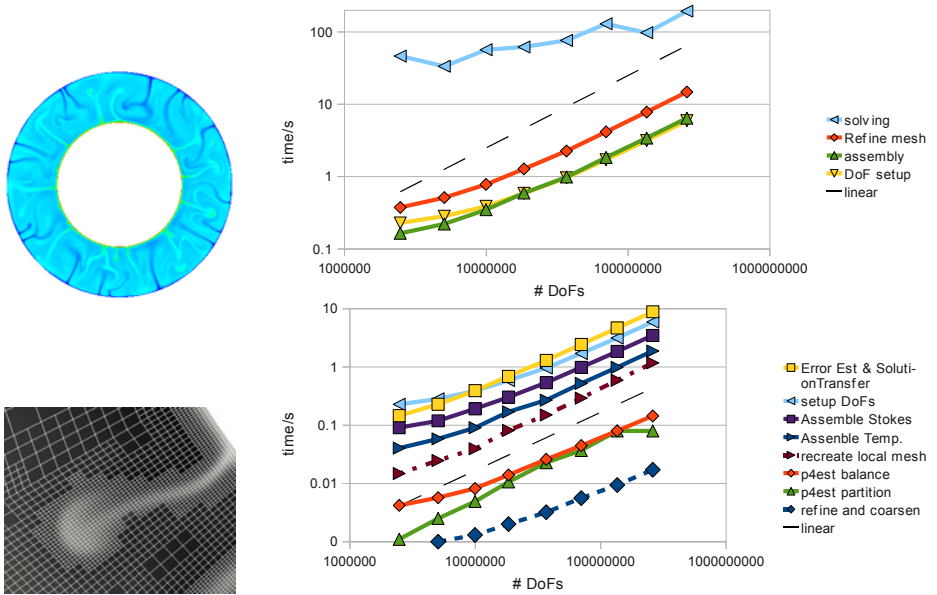 100
10
1
0.1
time/s
1000000
10000000
100000000
1000000000
# DoFs
solving
Refine mesh
assembly
DoF setup
linear
10
1
0.1
0.01
0
time/s
1000000
10000000
100000000
1000000000
# DoFs
Error Est & Soluti-
onTransfer
setup DoFs
Assemble Stokes
Assenble Temp.
recreate local mesh
p4est balance
p4est partition
refine and coarsen
linear